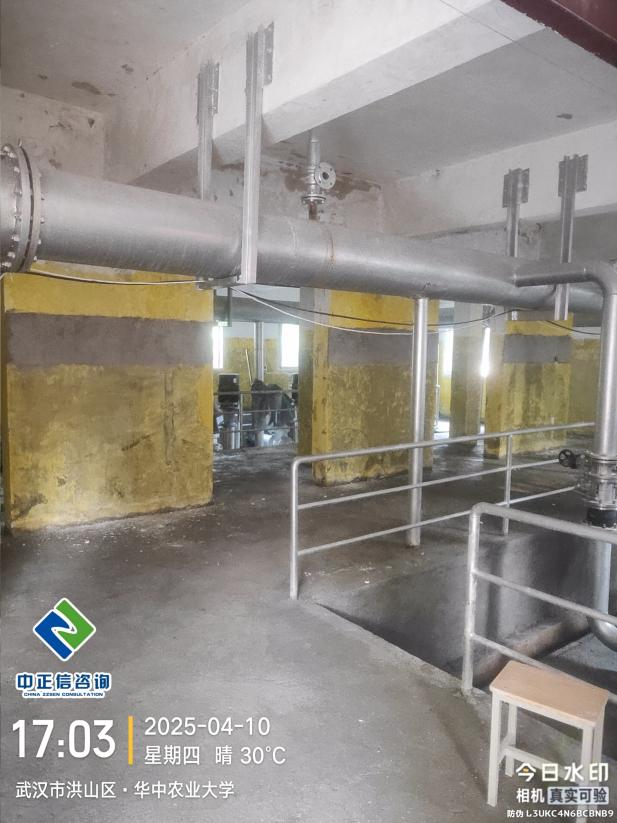 中正信咨询
CHINA ZZSEN CONSULTATION
17:03
2025-04-10
星期四 晴 30℃
武汉市洪山区·华中农业大学
今日水印
相机 真实可验
防伪 L3UKC4N6BCBNB9